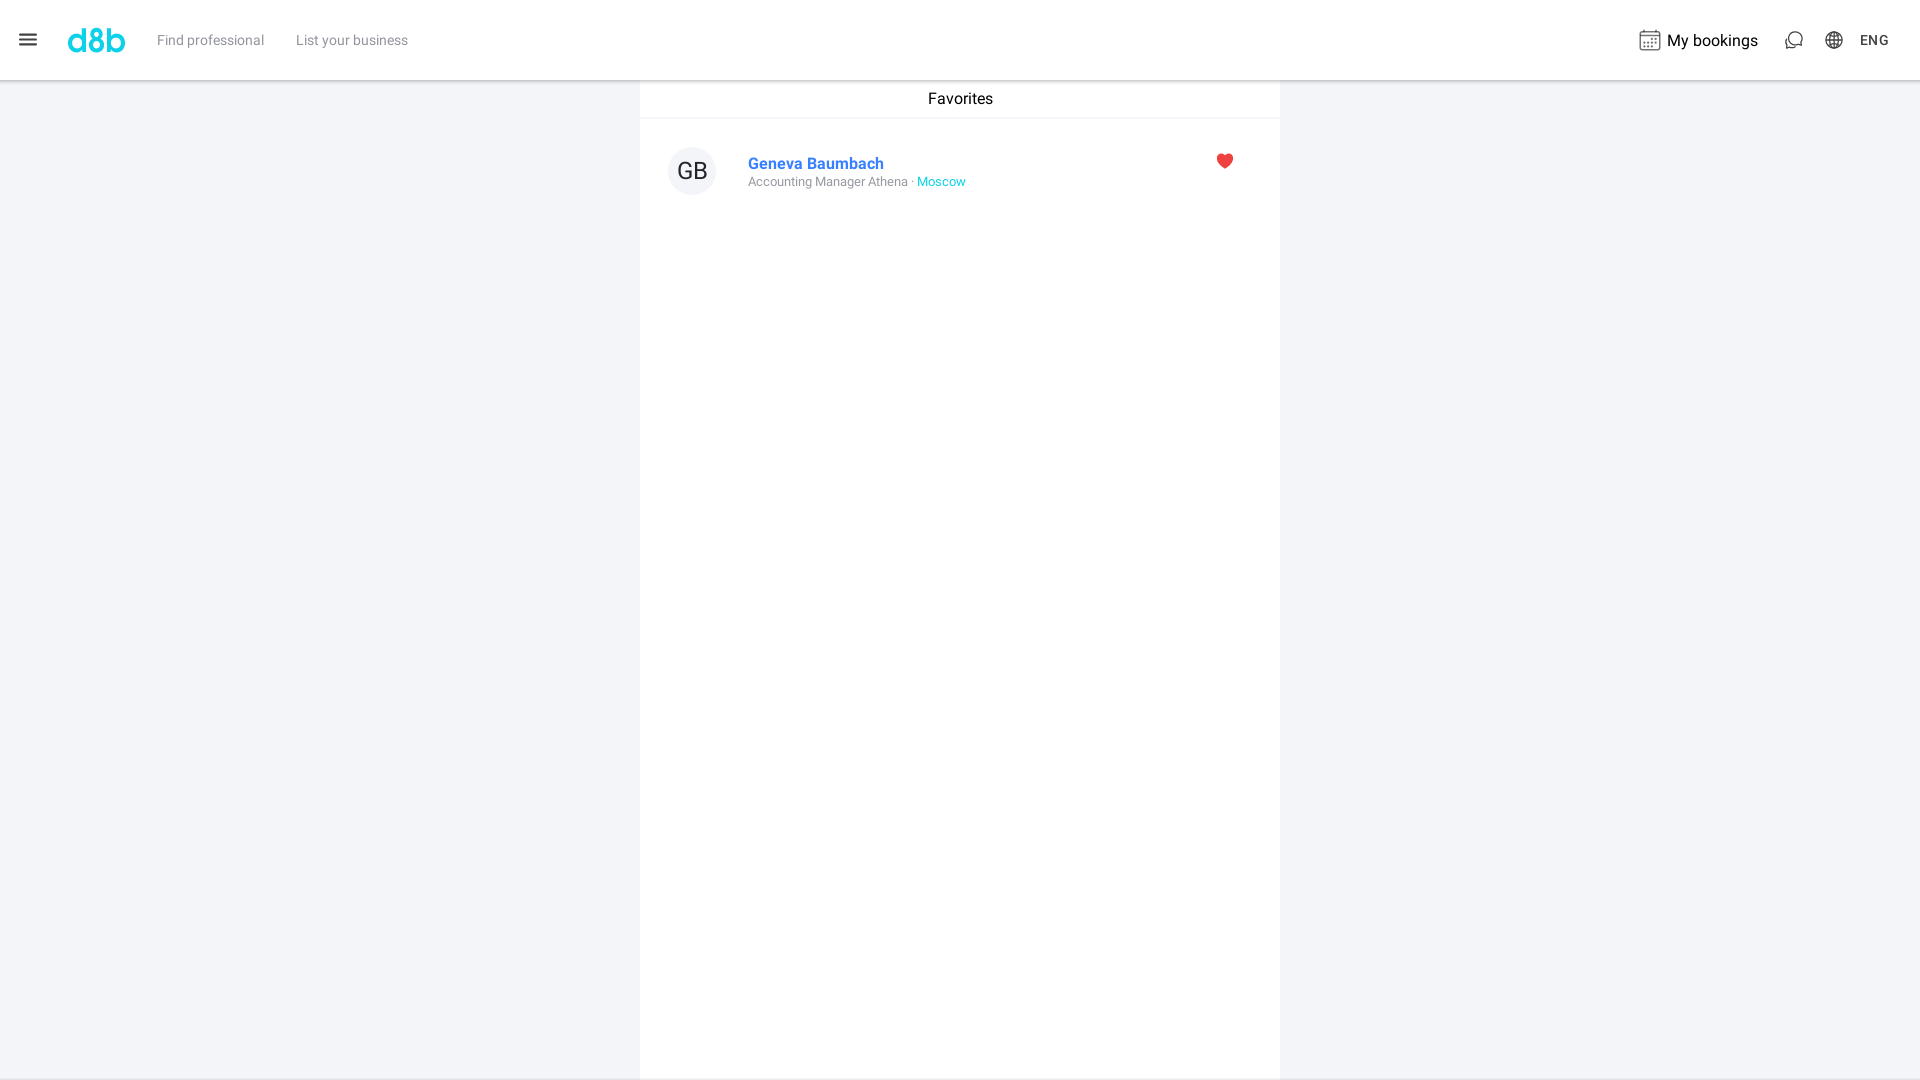 d8b Find professional List your business My bookings ENG
Favorites
GB Geneva Baumbach
Accounting Manager Athena · Moscow